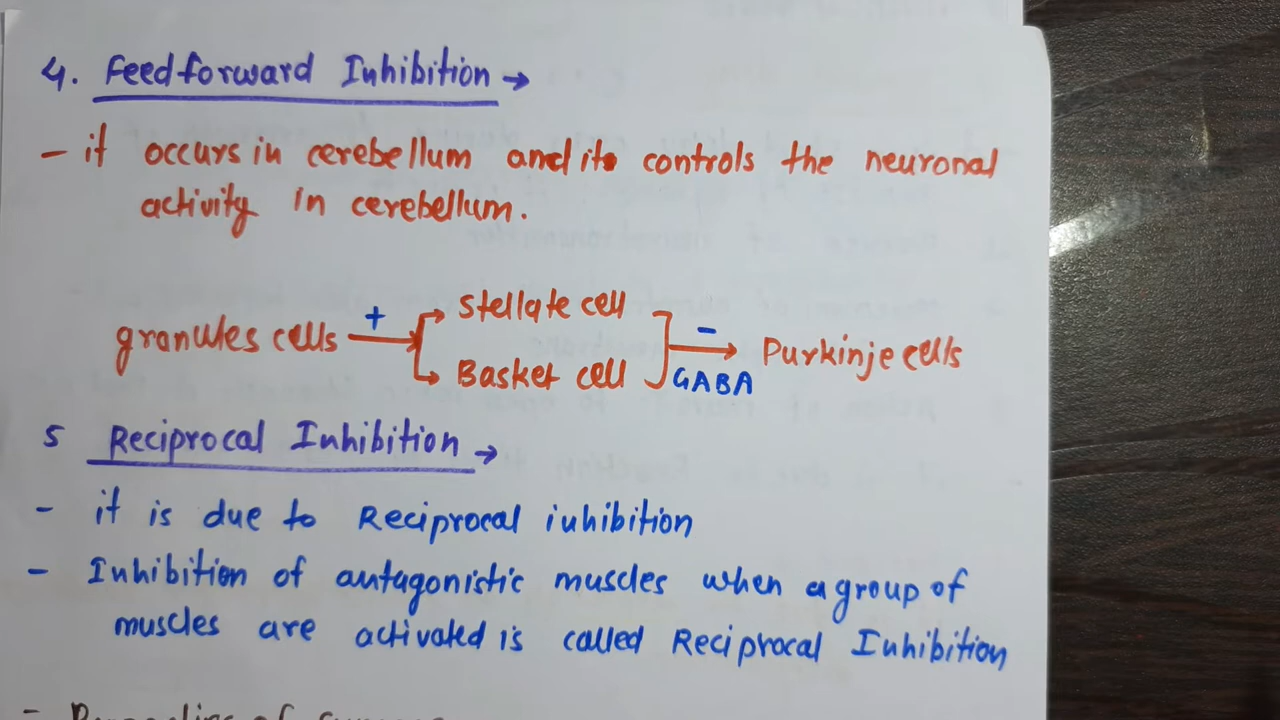 4. Feedforward Inhibition →
- it occurs in cerebellum and its controls the neuronal
activity in cerebellum.
granules cells + → Stellate cell
Basket cell
- GABA → Purkinje cells
5 Reciprocal Inhibition →
- it is due to Reciprocal inhibition
- Inhibition of antagonistic muscles when a group of
muscles are activated is called Reciprocal Inhibition